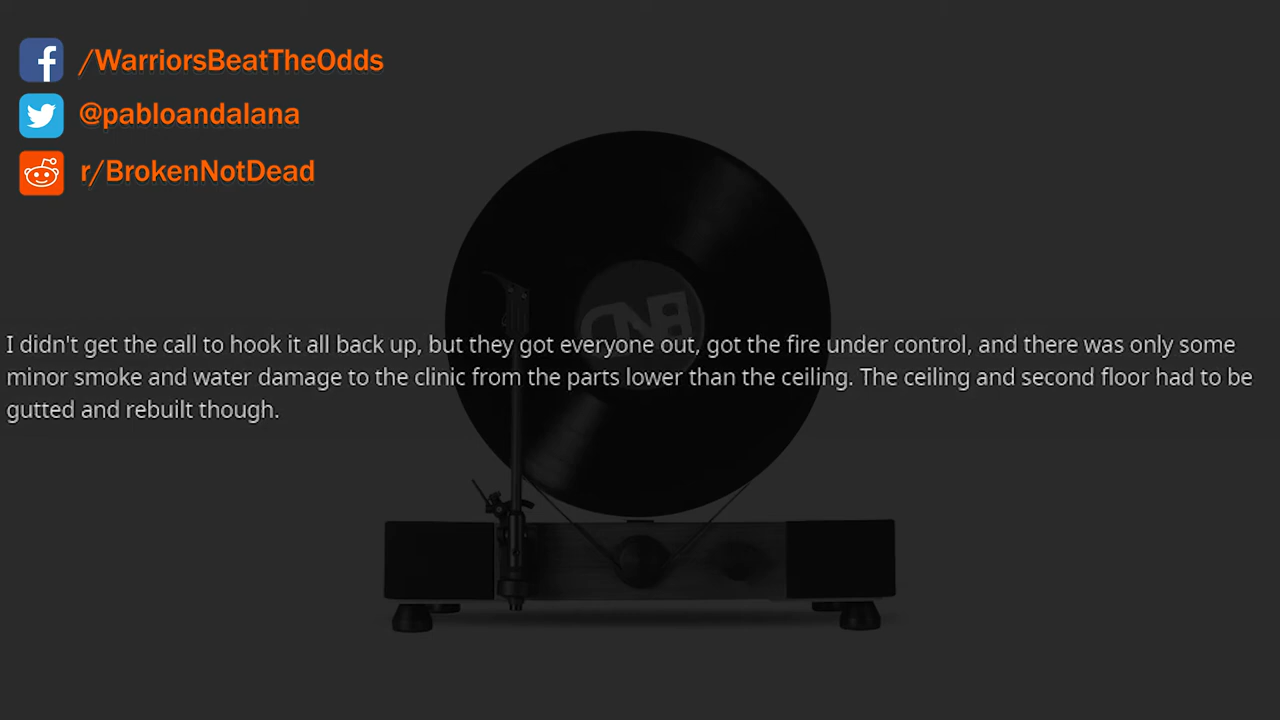 /WarriorsBeatTheOdds
@pabloandalana
r/BrokenNotDead
BND
I didn't get the call to hook it all back up, but they got everyone out, got the fire under control, and there was only some
minor smoke and water damage to the clinic from the parts lower than the ceiling. The ceiling and second floor had to be
gutted and rebuilt though.